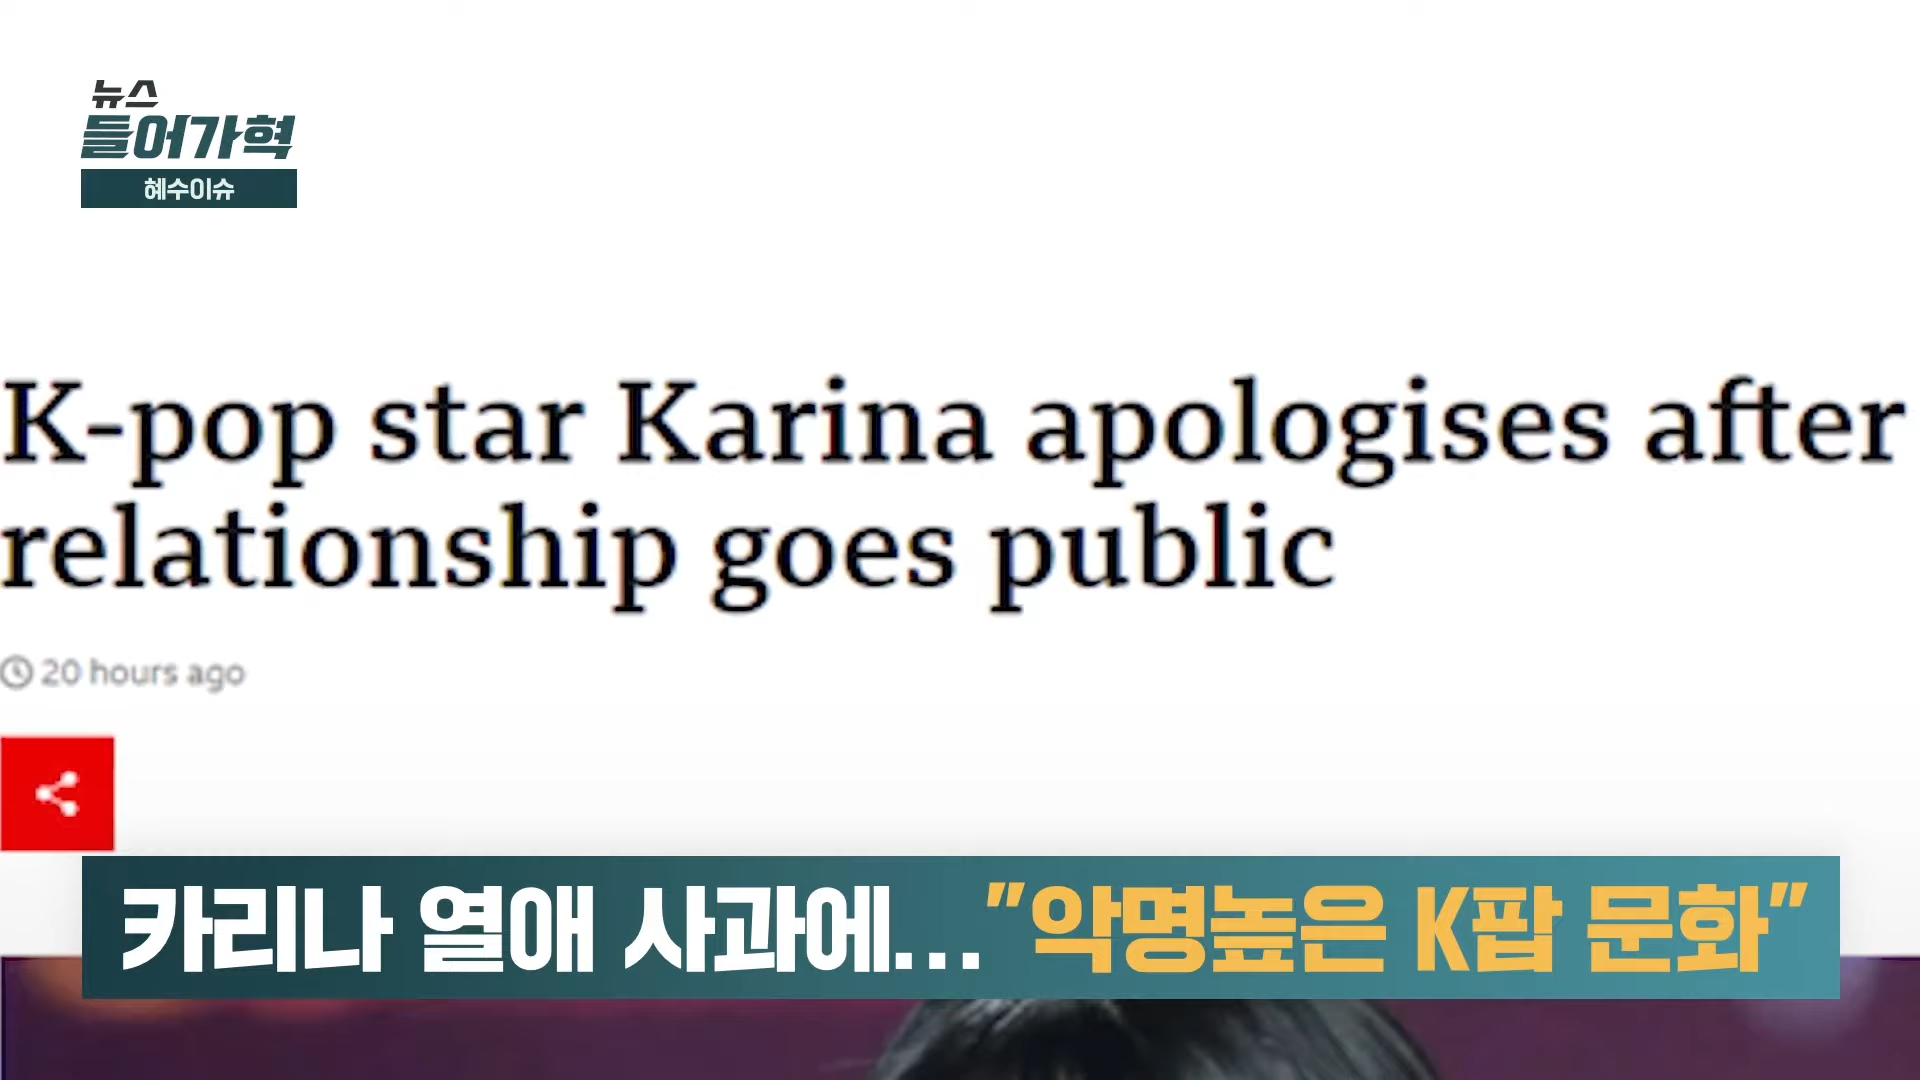 뉴스
들어가혁
혜수이슈
K-pop star Karina apologises after
relationship goes public
20 hours ago
카리나 열애 사과에..."악명높은 K팝 문화"